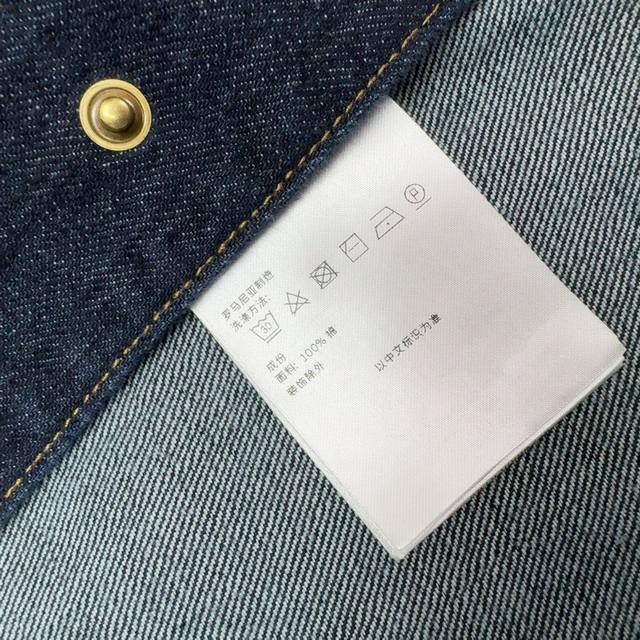 罗马尼亚制造
洗涤方法:
30
P
成份
面料: 100% 棉
装饰除外
以中文标识为准